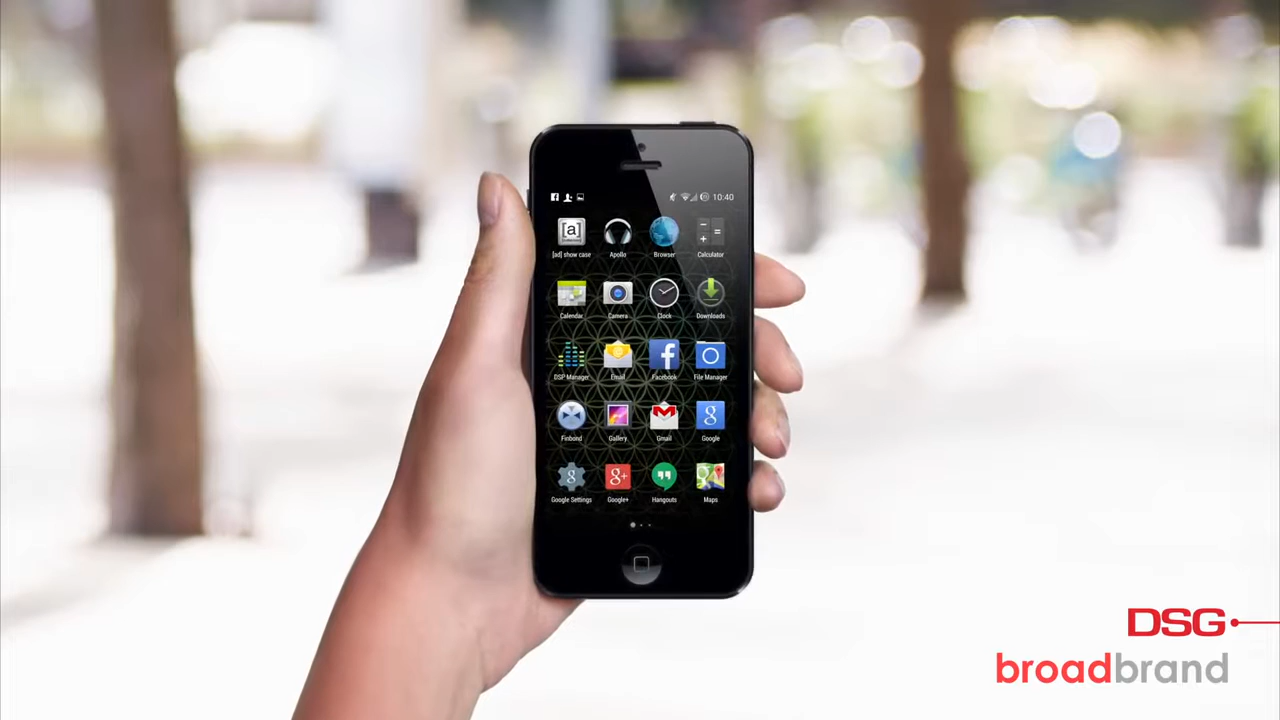 10:40
[a]
[ad] show case
Apollo
Browser
Calculator
Calendar
Camera
Clock
Downloads
DSP Manager
Email
Facebook
File Manager
Finbond
Gallery
Gmail
Google
Google Settings
Google+
Hangouts
Maps
DSG
broadbrand